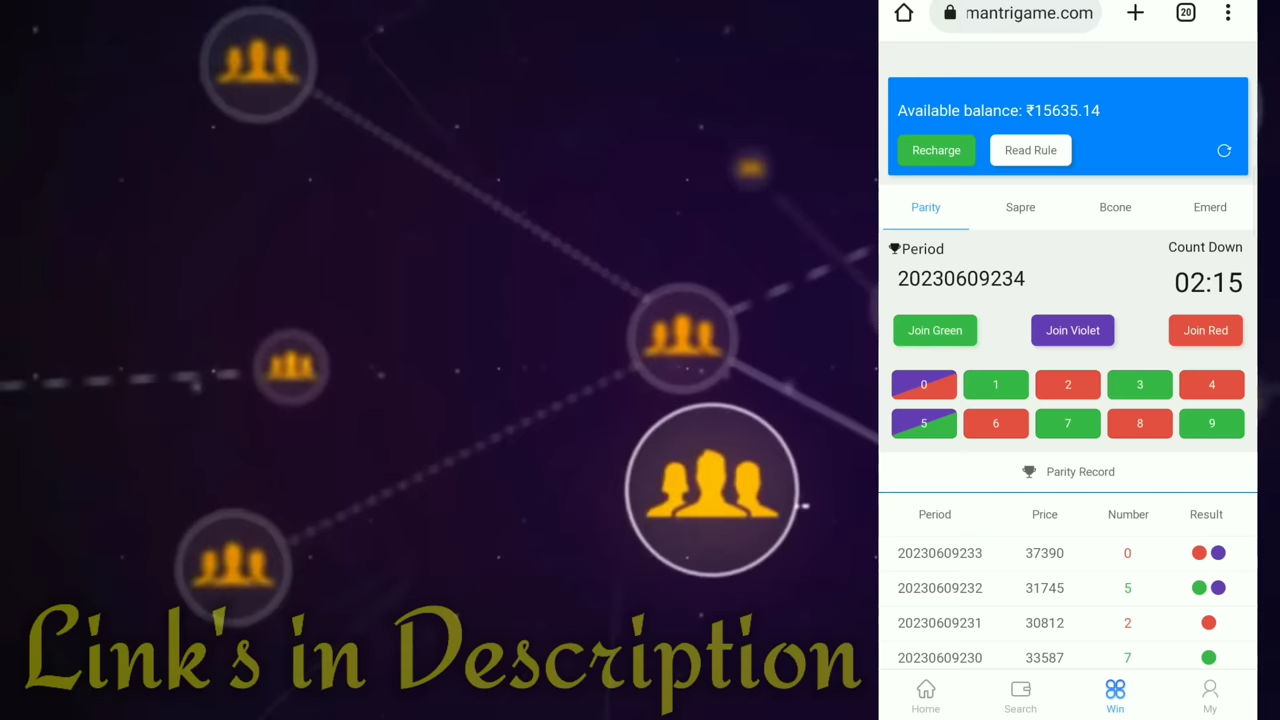 mantrigame.com
20
Available balance: ₹15635.14
Recharge
Read Rule
Parity Sapre Bcone Emerd
Period
Count Down
20230609234
02:15
Join Green Join Violet Join Red
0 1 2 3 4
5 6 7 8 9
Parity Record
Period Price Number Result
20230609233 37390 0
20230609232 31745 5
20230609231 30812 2
20230609230 33587 7
Home Search Win My
Link's in Description